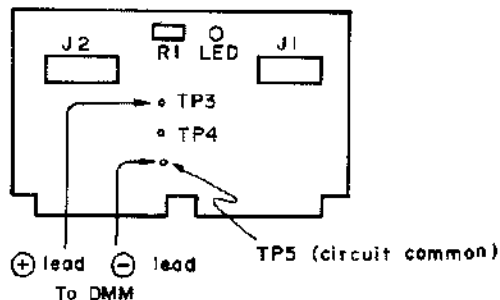 J2
R1 LED
J1
TP3
TP4
TP5 (circuit common)
+ lead - lead
To DMM